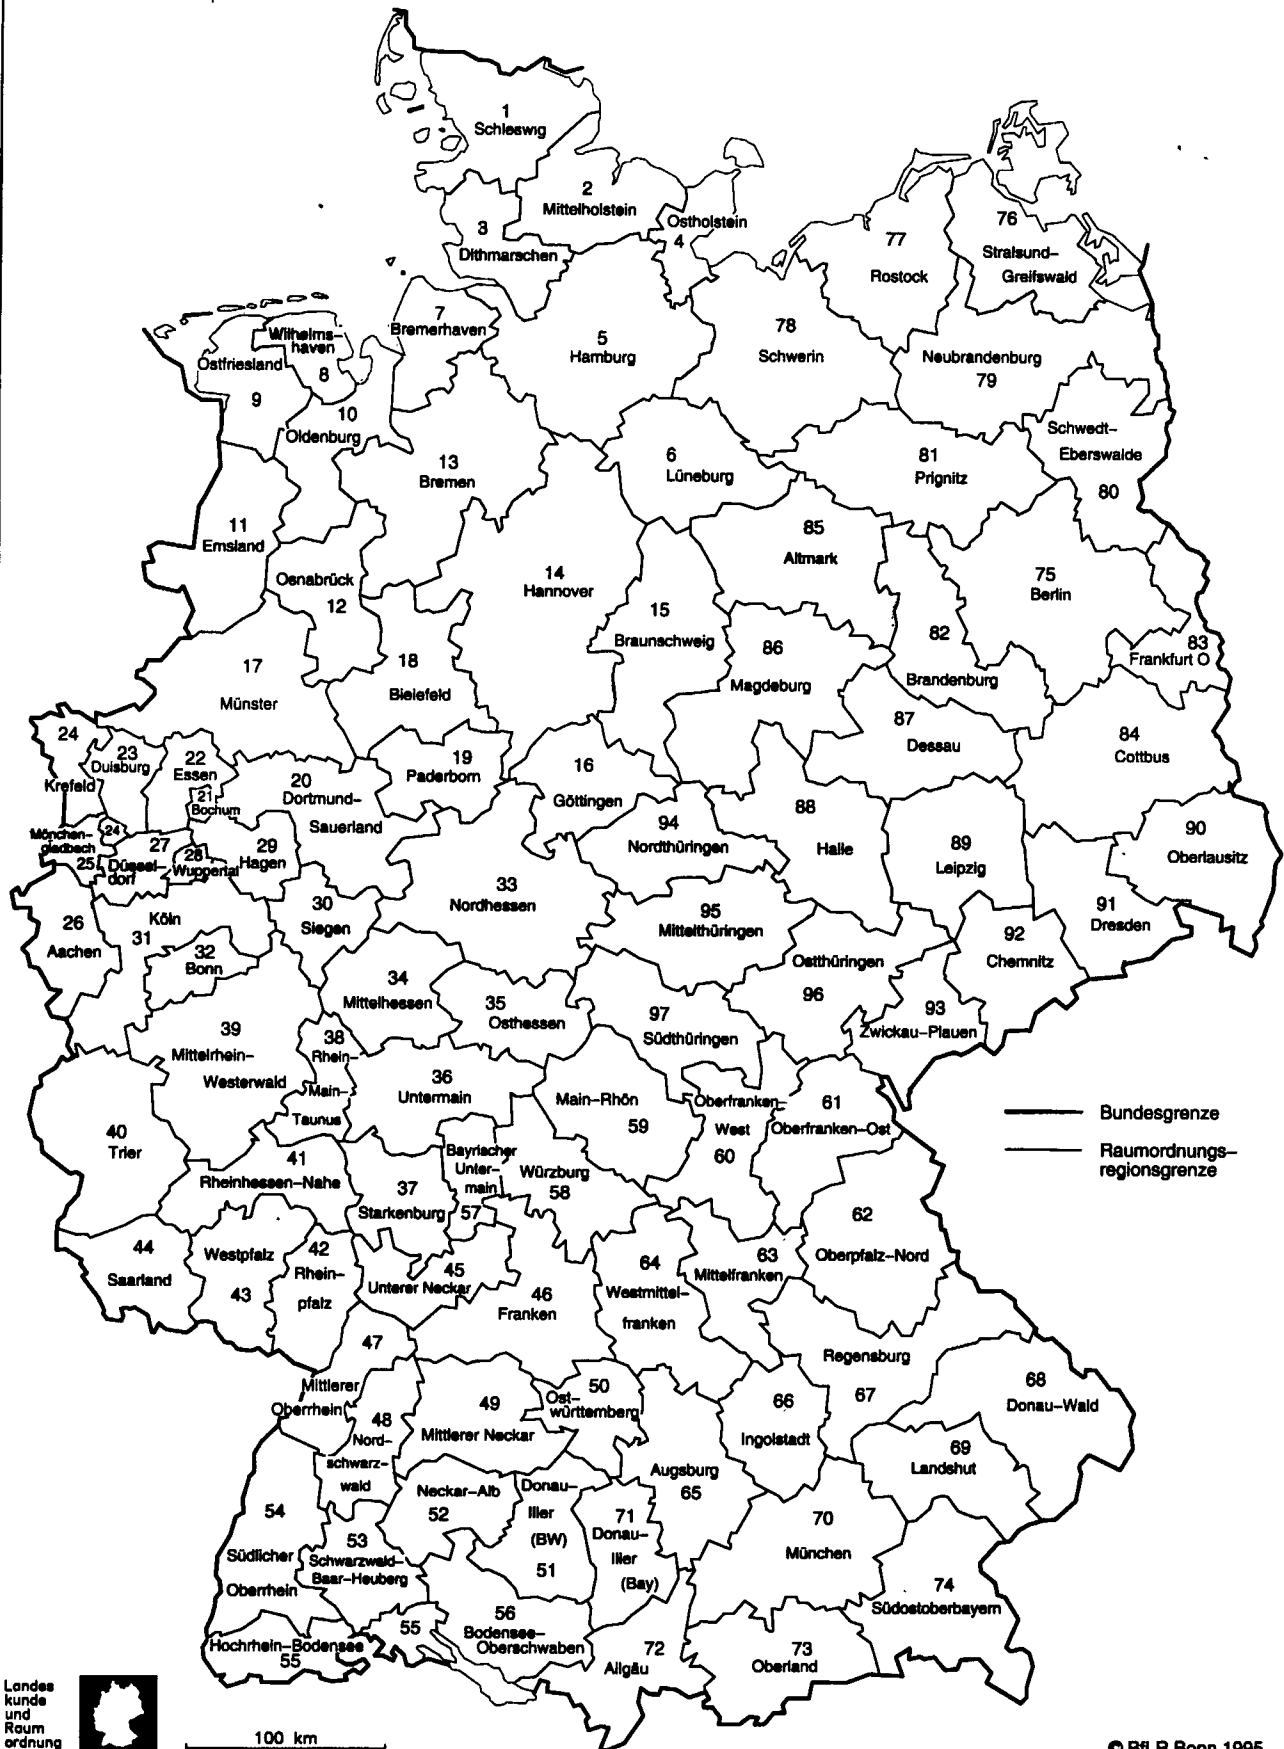 1
Schleswig
2
Mittelholstein
3
Dithmarschen
Ostholstein
4
77
Rostock
76
Stralsund–
Greifswald
7
Bremerhaven
5
Hamburg
78
Schwerin
Neubrandenburg
79
Wilhelms–
haven
8
Ostfriesland
9
10
Oldenburg
Schwedt–
Eberswalde
80
13
Bremen
6
Lüneburg
81
Prignitz
11
Emsland
85
Altmark
Osnabrück
12
14
Hannover
15
Braunschweig
75
Berlin
82
Brandenburg
83
Frankfurt O
86
Magdeburg
17
Münster
18
Bielefeld
87
Dessau
84
Cottbus
24
Krefeld
23
Duisburg
22
Essen
21
Bochum
20
Dortmund–
Sauerland
19
Paderborn
16
Göttingen
88
Halle
89
Leipzig
90
Oberlausitz
94
Nordthüringen
Mönchen–
gladbach
24
25
27
Düssel–
dorf
28
Wuppertal
29
Hagen
33
Nordhessen
30
Siegen
26
Aachen
Köln
31
32
Bonn
95
Mittelthüringen
91
Dresden
92
Chemnitz
Ostthüringen
96
93
Zwickau–Plauen
34
Mittelhessen
35
Osthessen
97
Südthüringen
39
Mittelrhein–
Westerwald
38
Rhein–
Main–
Taunus
36
Untermain
Main–Rhön
59
Oberfranken–
West
60
61
Oberfranken–Ost
Bundesgrenze
Raumordnungs–
regionsgrenze
40
Trier
41
Rheinhessen–Nahe
37
Starkenburg
Bayrischer
Unter–
main
57
Würzburg
58
62
Oberpfalz–Nord
44
Saarland
Westpfalz
43
42
Rhein–
pfalz
45
Unterer Neckar
46
Franken
64
Westmittel–
franken
63
Mittelfranken
47
Mittlerer
Oberrhein
48
Nord–
schwarz–
wald
49
Mittlerer Neckar
50
Ost–
württemberg
66
Ingolstadt
Regensburg
67
68
Donau–Wald
69
Landshut
Augsburg
65
Neckar–Alb
52
Donau–
Iller
(BW)
51
71
Donau–
Iller
(Bay)
70
München
54
Südlicher
Oberrhein
53
Schwarzwald–
Baar–Heuberg
74
Südostoberbayern
Hochrhein–Bodensee
55
55
56
Bodensee–
Oberschwaben
72
Allgäu
73
Oberland
Landes
kunde
und
Raum
ordnung
100 km
© BfLR Bonn 1995